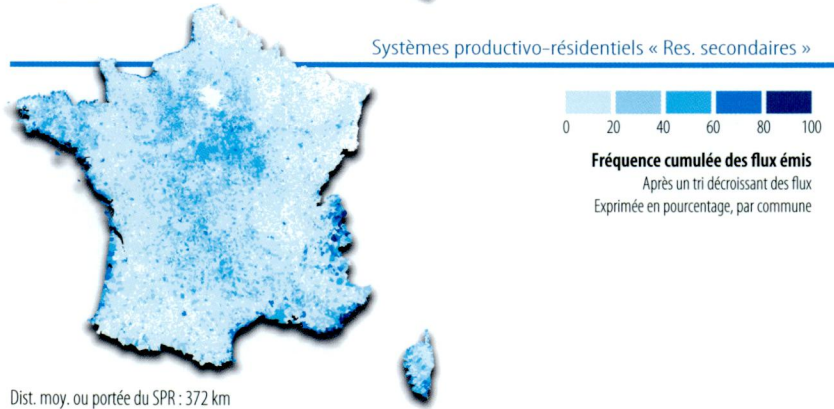 Systèmes productivo-résidentiels « Res. secondaires »
0 20 40 60 80 100
Fréquence cumulée des flux émis
Après un tri décroissant des flux
Exprimée en pourcentage, par commune
Dist. moy. ou portée du SPR : 372 km